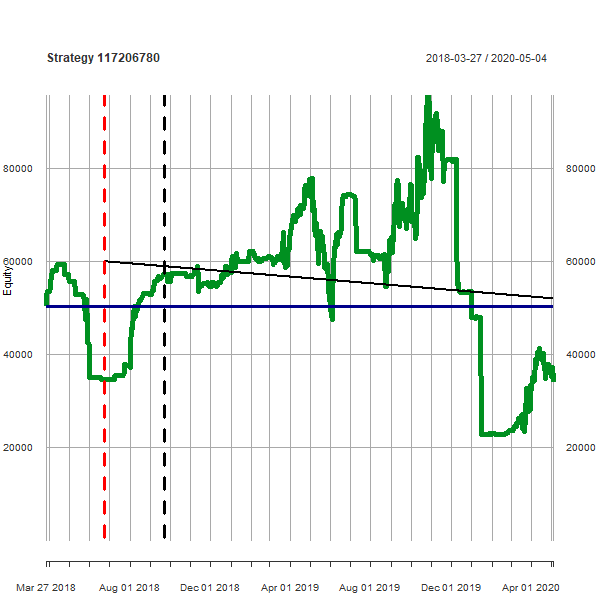 Strategy 117206780
2018-03-27 / 2020-05-04
Equity
80000
80000
60000
60000
40000
40000
20000
20000
Mar 27 2018
Aug 01 2018
Dec 01 2018
Apr 01 2019
Aug 01 2019
Dec 01 2019
Apr 01 2020